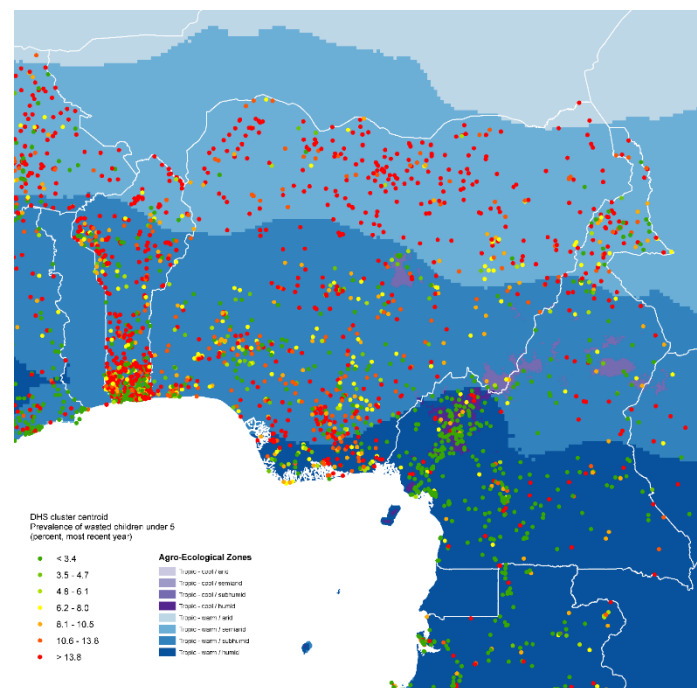 DHS cluster centroid
Prevalence of wasted children under 5
(percent, most recent year)
< 3.4
3.5 - 4.7
4.8 - 6.1
6.2 - 8.0
8.1 - 10.5
10.6 - 13.8
> 13.8
Agro-Ecological Zones
Tropic - cool / arid
Tropic - cool / semiarid
Tropic - cool / subhumid
Tropic - cool / humid
Tropic - warm / arid
Tropic - warm / semiarid
Tropic - warm / subhumid
Tropic - warm / humid